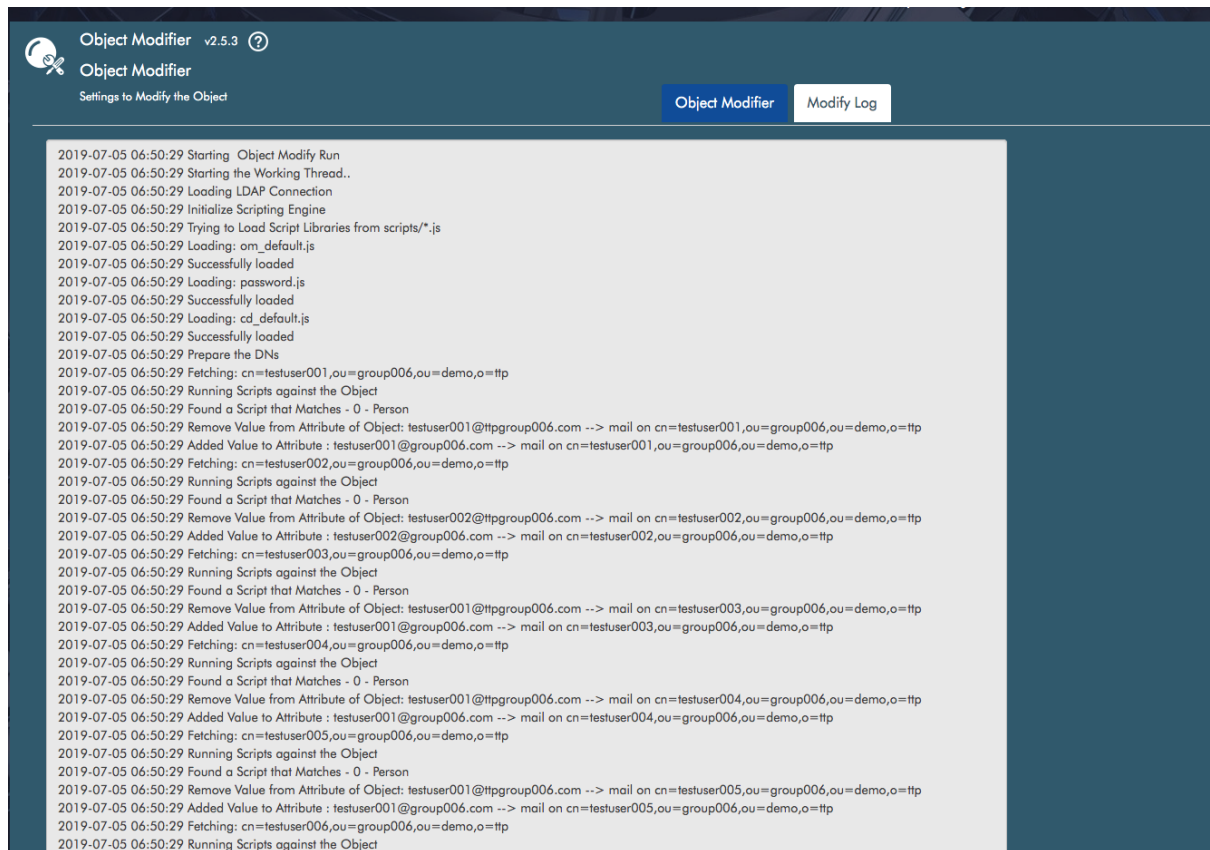 Object Modifier v2.5.3 ?
Object Modifier
Settings to Modify the Object
Object Modifier Modify Log
2019-07-05 06:50:29 Starting  Object Modify Run
2019-07-05 06:50:29 Starting the Working Thread..
2019-07-05 06:50:29 Loading LDAP Connection
2019-07-05 06:50:29 Initialize Scripting Engine
2019-07-05 06:50:29 Trying to Load Script Libraries from scripts/*.js
2019-07-05 06:50:29 Loading: om_default.js
2019-07-05 06:50:29 Successfully loaded
2019-07-05 06:50:29 Loading: password.js
2019-07-05 06:50:29 Successfully loaded
2019-07-05 06:50:29 Loading: cd_default.js
2019-07-05 06:50:29 Successfully loaded
2019-07-05 06:50:29 Prepare the DNs
2019-07-05 06:50:29 Fetching: cn=testuser001,ou=group006,ou=demo,o=ttp
2019-07-05 06:50:29 Running Scripts against the Object
2019-07-05 06:50:29 Found a Script that Matches - 0 - Person
2019-07-05 06:50:29 Remove Value from Attribute of Object: testuser001@ttpgroup006.com --> mail on cn=testuser001,ou=group006,ou=demo,o=ttp
2019-07-05 06:50:29 Added Value to Attribute : testuser001@group006.com --> mail on cn=testuser001,ou=group006,ou=demo,o=ttp
2019-07-05 06:50:29 Fetching: cn=testuser002,ou=group006,ou=demo,o=ttp
2019-07-05 06:50:29 Running Scripts against the Object
2019-07-05 06:50:29 Found a Script that Matches - 0 - Person
2019-07-05 06:50:29 Remove Value from Attribute of Object: testuser002@ttpgroup006.com --> mail on cn=testuser002,ou=group006,ou=demo,o=ttp
2019-07-05 06:50:29 Added Value to Attribute : testuser002@group006.com --> mail on cn=testuser002,ou=group006,ou=demo,o=ttp
2019-07-05 06:50:29 Fetching: cn=testuser003,ou=group006,ou=demo,o=ttp
2019-07-05 06:50:29 Running Scripts against the Object
2019-07-05 06:50:29 Found a Script that Matches - 0 - Person
2019-07-05 06:50:29 Remove Value from Attribute of Object: testuser001@ttpgroup006.com --> mail on cn=testuser003,ou=group006,ou=demo,o=ttp
2019-07-05 06:50:29 Added Value to Attribute : testuser001@group006.com --> mail on cn=testuser003,ou=group006,ou=demo,o=ttp
2019-07-05 06:50:29 Fetching: cn=testuser004,ou=group006,ou=demo,o=ttp
2019-07-05 06:50:29 Running Scripts against the Object
2019-07-05 06:50:29 Found a Script that Matches - 0 - Person
2019-07-05 06:50:29 Remove Value from Attribute of Object: testuser001@ttpgroup006.com --> mail on cn=testuser004,ou=group006,ou=demo,o=ttp
2019-07-05 06:50:29 Added Value to Attribute : testuser001@group006.com --> mail on cn=testuser004,ou=group006,ou=demo,o=ttp
2019-07-05 06:50:29 Fetching: cn=testuser005,ou=group006,ou=demo,o=ttp
2019-07-05 06:50:29 Running Scripts against the Object
2019-07-05 06:50:29 Found a Script that Matches - 0 - Person
2019-07-05 06:50:29 Remove Value from Attribute of Object: testuser001@ttpgroup006.com --> mail on cn=testuser005,ou=group006,ou=demo,o=ttp
2019-07-05 06:50:29 Added Value to Attribute : testuser001@group006.com --> mail on cn=testuser005,ou=group006,ou=demo,o=ttp
2019-07-05 06:50:29 Fetching: cn=testuser006,ou=group006,ou=demo,o=ttp
2019-07-05 06:50:29 Running Scripts against the Object